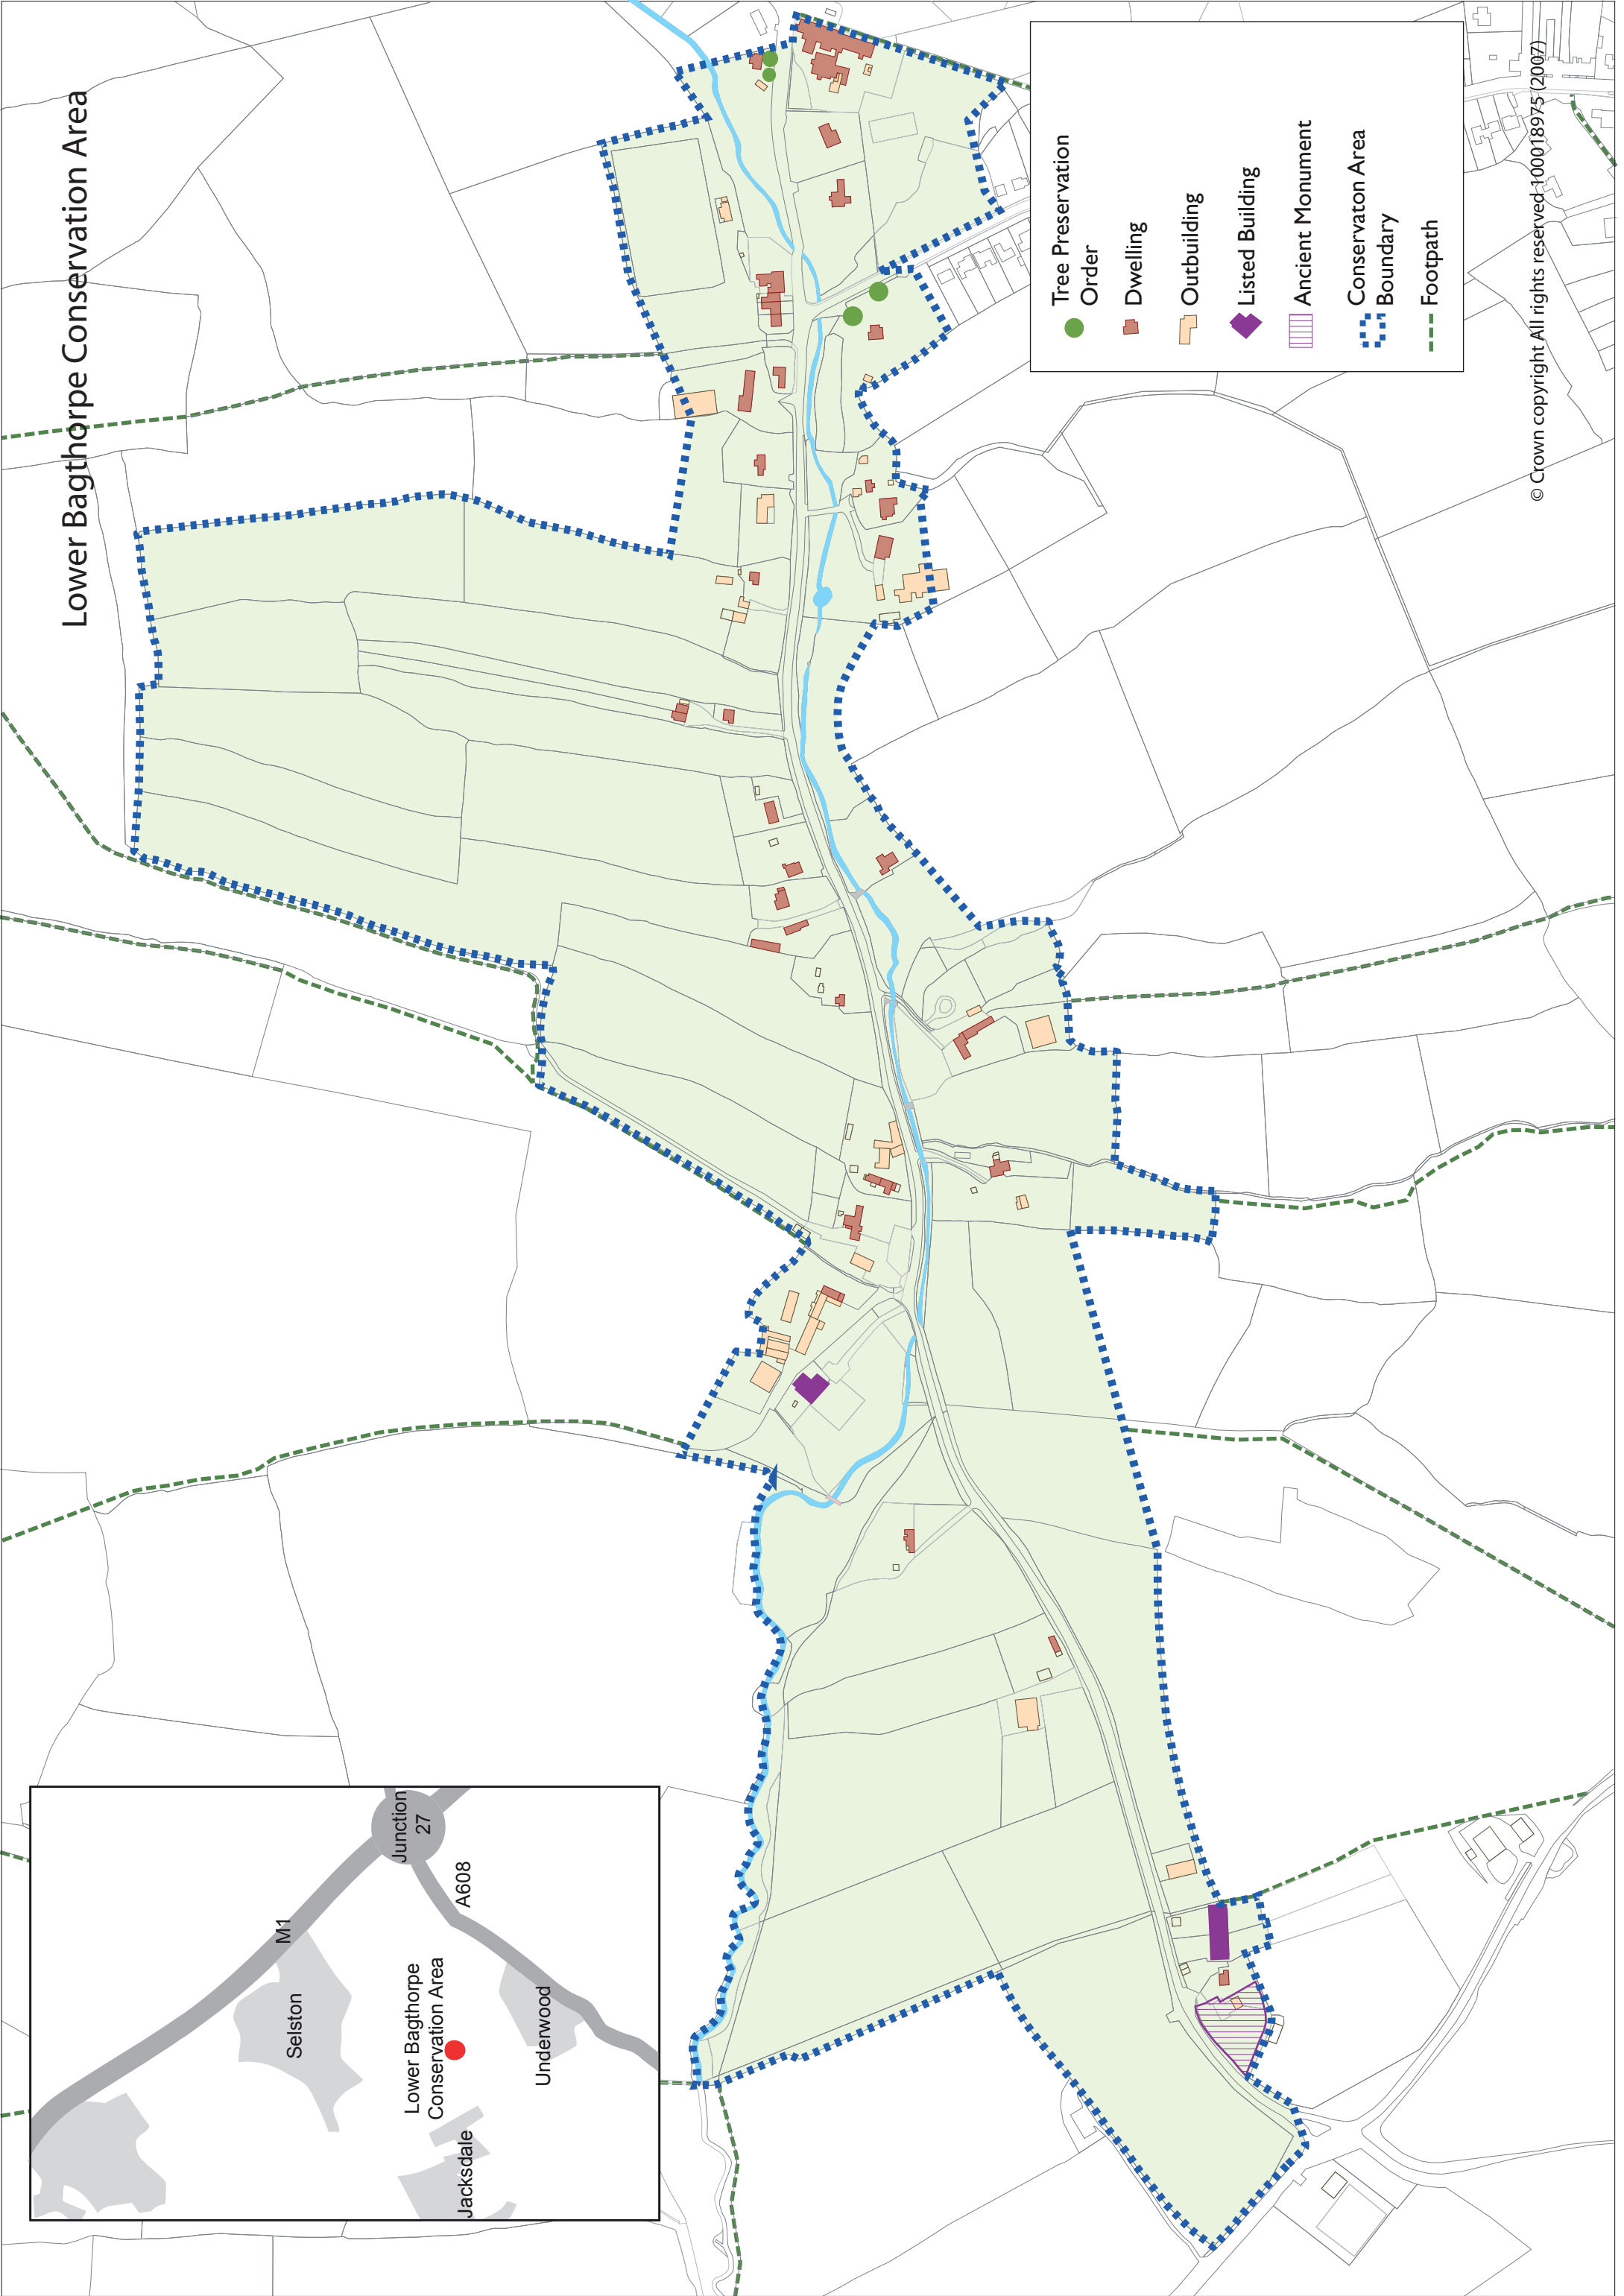 Lower Bagthorpe Conservation Area
Junction
27
M1
A608
Selston
Lower Bagthorpe
Conservation Area
Underwood
Jacksdale
Tree Preservation
Order
Dwelling
Outbuilding
Listed Building
Ancient Monument
Conservaton Area
Boundary
Footpath
© Crown copyright All rights reserved 100018975 (2007)